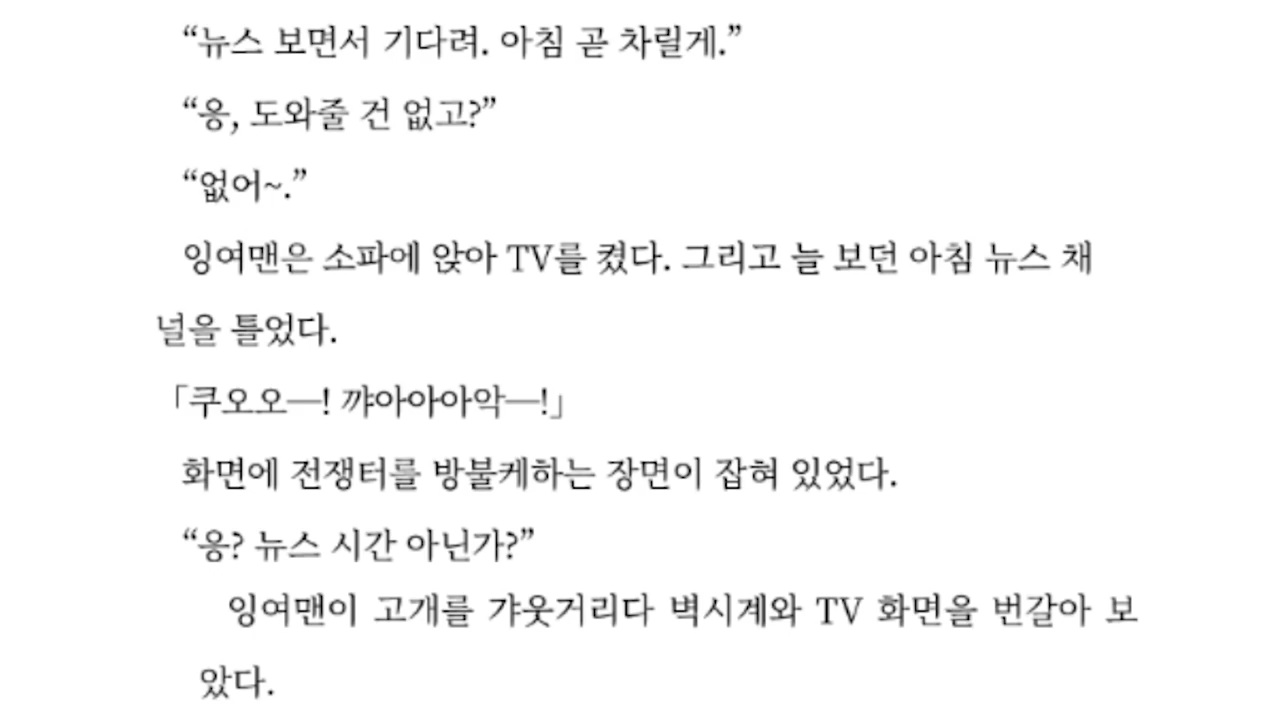 “뉴스 보면서 기다려. 아침 곧 차릴게.”
“응, 도와줄 건 없고?”
“없어~.”
잉여맨은 소파에 앉아 TV를 켰다. 그리고 늘 보던 아침 뉴스 채
널을 틀었다.
「쿠오오—! 꺄아아아악—!」
화면에 전쟁터를 방불케하는 장면이 잡혀 있었다.
“응? 뉴스 시간 아닌가?”
잉여맨이 고개를 갸웃거리다 벽시계와 TV 화면을 번갈아 보
았다.